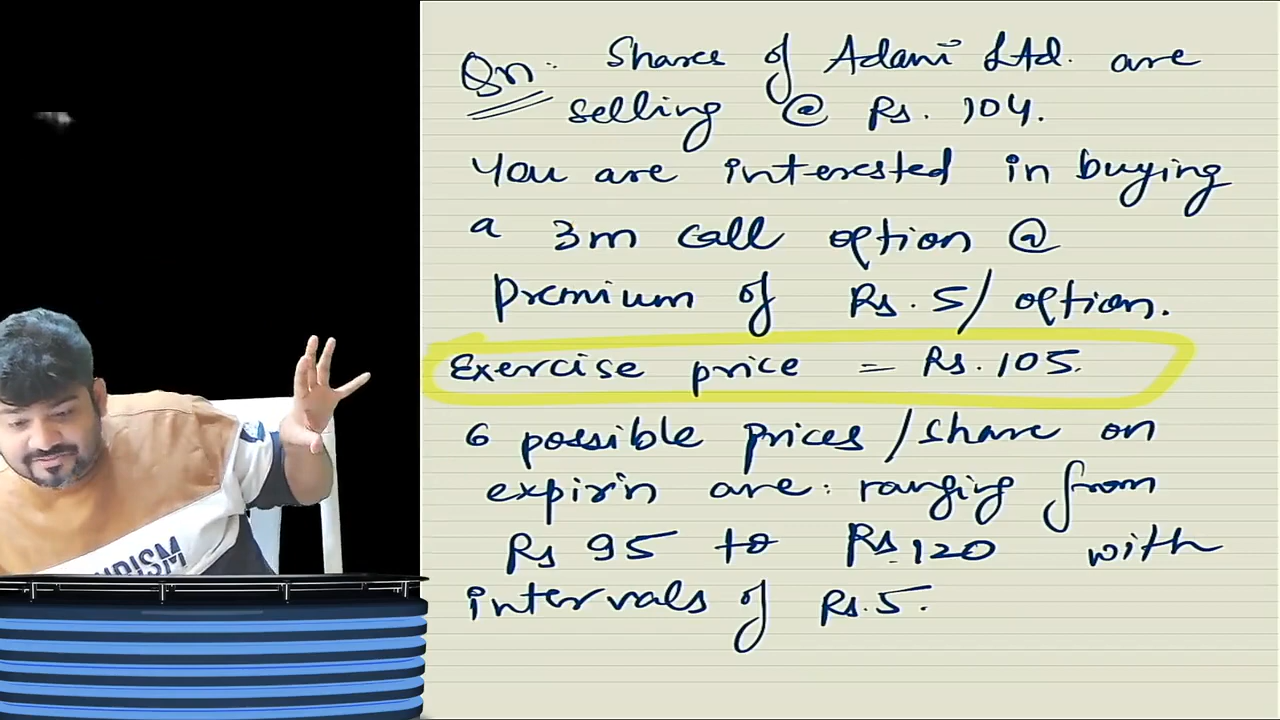 Qn: Shares of Adani Ltd. are
selling @ Rs. 104.
You are interested in buying
a 3m call option @
premium of Rs. 5/ option.
Exercise price = Rs. 105.
6 possible prices / share on
expirin are: ranging from
Rs 95 to Rs. 120 with
intervals of Rs. 5.